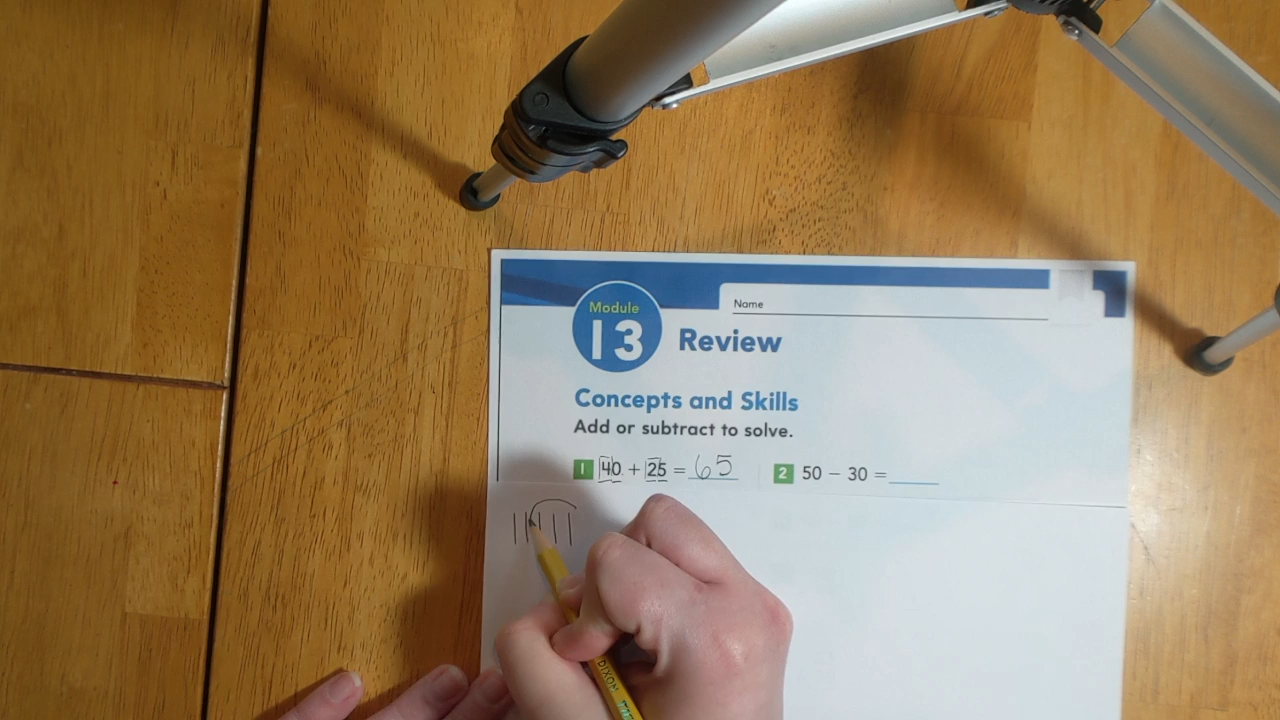 Name
Module
13
Review
Concepts and Skills
Add or subtract to solve.
1 40 + 25 = 65 2 50 − 30 =
DIXON